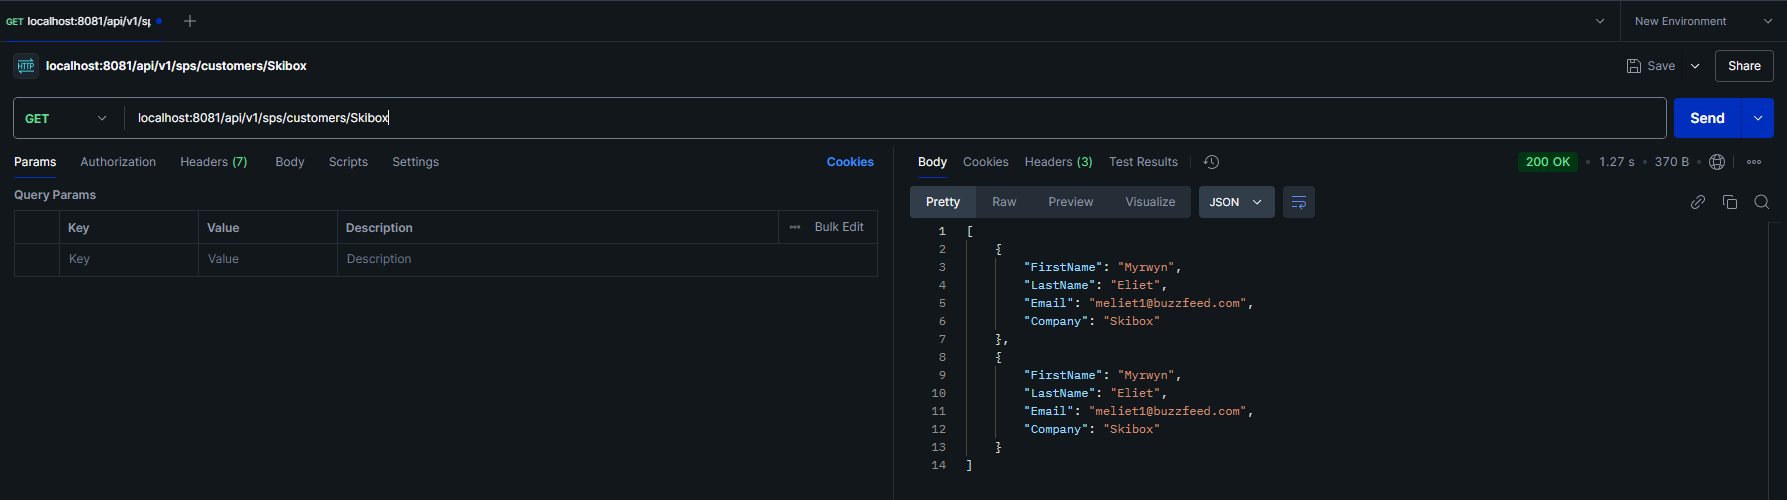 GET localhost:8081/api/v1/sp
New Environment
HTTP localhost:8081/api/v1/sps/customers/Skibox
Save
Share
GET localhost:8081/api/v1/sps/customers/Skibox
Send
Params Authorization Headers (7) Body Scripts Settings Cookies
Query Params
Key Value Description Bulk Edit
Key Value Description
Body Cookies Headers (3) Test Results 200 OK • 1.27 s • 370 B •
Pretty Raw Preview Visualize JSON
1 [
2 {
3 "FirstName": "Myrwyn",
4 "LastName": "Eliet",
5 "Email": "meliet1@buzzfeed.com",
6 "Company": "Skibox"
7 },
8 {
9 "FirstName": "Myrwyn",
10 "LastName": "Eliet",
11 "Email": "meliet1@buzzfeed.com",
12 "Company": "Skibox"
13 }
14 ]